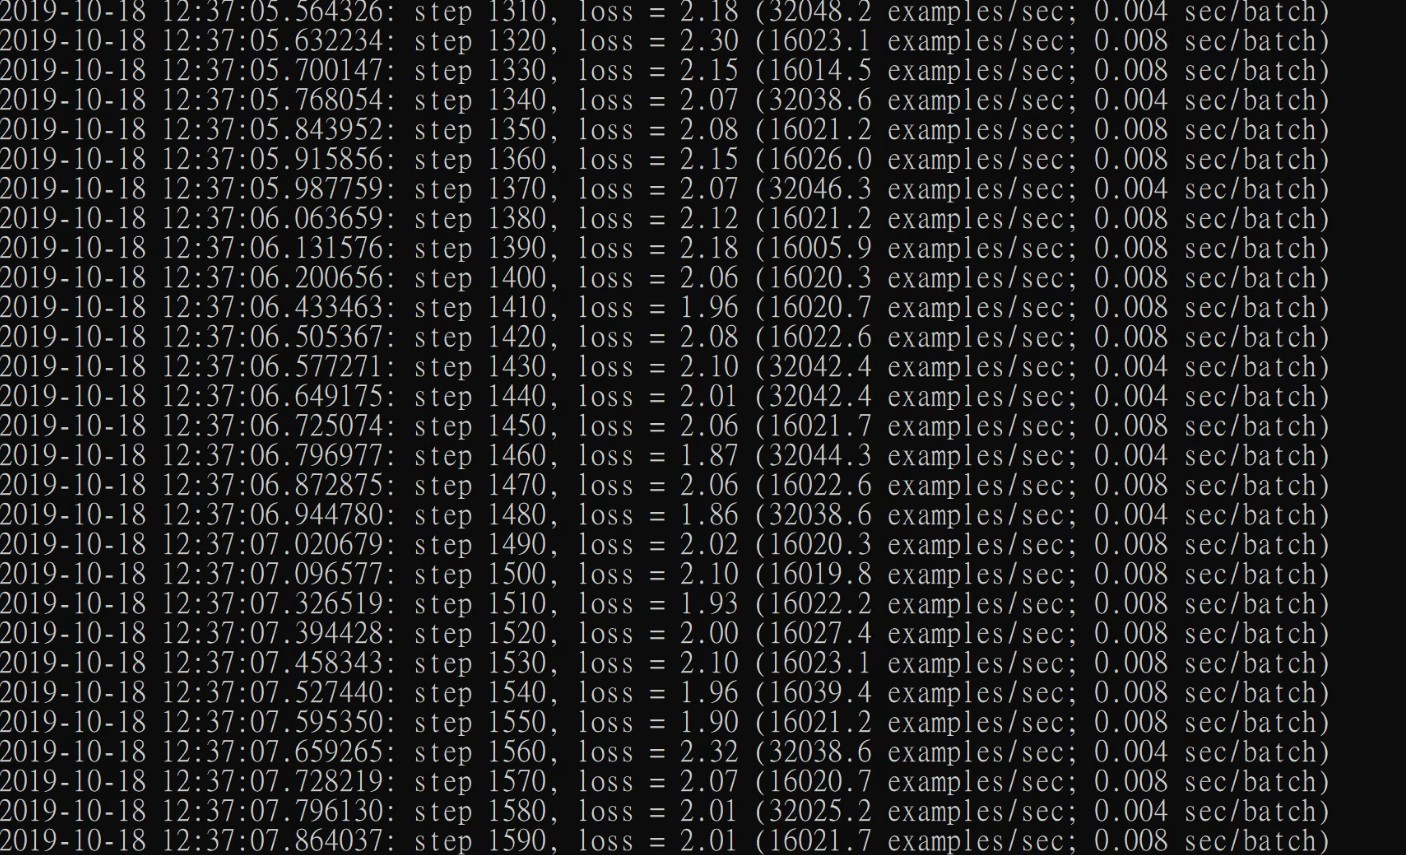 2019-10-18 12:37:05.564326: step 1310, loss = 2.18 (32048.2 examples/sec; 0.004 sec/batch)
2019-10-18 12:37:05.632234: step 1320, loss = 2.30 (16023.1 examples/sec; 0.008 sec/batch)
2019-10-18 12:37:05.700147: step 1330, loss = 2.15 (16014.5 examples/sec; 0.008 sec/batch)
2019-10-18 12:37:05.768054: step 1340, loss = 2.07 (32038.6 examples/sec; 0.004 sec/batch)
2019-10-18 12:37:05.843952: step 1350, loss = 2.08 (16021.2 examples/sec; 0.008 sec/batch)
2019-10-18 12:37:05.915856: step 1360, loss = 2.15 (16026.0 examples/sec; 0.008 sec/batch)
2019-10-18 12:37:05.987759: step 1370, loss = 2.07 (32046.3 examples/sec; 0.004 sec/batch)
2019-10-18 12:37:06.063659: step 1380, loss = 2.12 (16021.2 examples/sec; 0.008 sec/batch)
2019-10-18 12:37:06.131576: step 1390, loss = 2.18 (16005.9 examples/sec; 0.008 sec/batch)
2019-10-18 12:37:06.200656: step 1400, loss = 2.06 (16020.3 examples/sec; 0.008 sec/batch)
2019-10-18 12:37:06.433463: step 1410, loss = 1.96 (16020.7 examples/sec; 0.008 sec/batch)
2019-10-18 12:37:06.505367: step 1420, loss = 2.08 (16022.6 examples/sec; 0.008 sec/batch)
2019-10-18 12:37:06.577271: step 1430, loss = 2.10 (32042.4 examples/sec; 0.004 sec/batch)
2019-10-18 12:37:06.649175: step 1440, loss = 2.01 (32042.4 examples/sec; 0.004 sec/batch)
2019-10-18 12:37:06.725074: step 1450, loss = 2.06 (16021.7 examples/sec; 0.008 sec/batch)
2019-10-18 12:37:06.796977: step 1460, loss = 1.87 (32044.3 examples/sec; 0.004 sec/batch)
2019-10-18 12:37:06.872875: step 1470, loss = 2.06 (16022.6 examples/sec; 0.008 sec/batch)
2019-10-18 12:37:06.944780: step 1480, loss = 1.86 (32038.6 examples/sec; 0.004 sec/batch)
2019-10-18 12:37:07.020679: step 1490, loss = 2.02 (16020.3 examples/sec; 0.008 sec/batch)
2019-10-18 12:37:07.096577: step 1500, loss = 2.10 (16019.8 examples/sec; 0.008 sec/batch)
2019-10-18 12:37:07.326519: step 1510, loss = 1.93 (16022.2 examples/sec; 0.008 sec/batch)
2019-10-18 12:37:07.394428: step 1520, loss = 2.00 (16027.4 examples/sec; 0.008 sec/batch)
2019-10-18 12:37:07.458343: step 1530, loss = 2.10 (16023.1 examples/sec; 0.008 sec/batch)
2019-10-18 12:37:07.527440: step 1540, loss = 1.96 (16039.4 examples/sec; 0.008 sec/batch)
2019-10-18 12:37:07.595350: step 1550, loss = 1.90 (16021.2 examples/sec; 0.008 sec/batch)
2019-10-18 12:37:07.659265: step 1560, loss = 2.32 (32038.6 examples/sec; 0.004 sec/batch)
2019-10-18 12:37:07.728219: step 1570, loss = 2.07 (16020.7 examples/sec; 0.008 sec/batch)
2019-10-18 12:37:07.796130: step 1580, loss = 2.01 (32025.2 examples/sec; 0.004 sec/batch)
2019-10-18 12:37:07.864037: step 1590, loss = 2.01 (16021.7 examples/sec; 0.008 sec/batch)